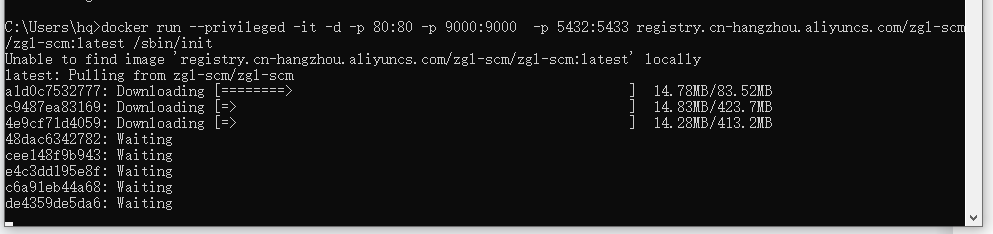 C:\Users\hq>docker run --privileged -it -d -p 80:80 -p 9000:9000  -p 5432:5433 registry.cn-hangzhou.aliyuncs.com/zgl-scm
/zgl-scm:latest /sbin/init
Unable to find image 'registry.cn-hangzhou.aliyuncs.com/zgl-scm/zgl-scm:latest' locally
latest: Pulling from zgl-scm/zgl-scm
a1d0c7532777: Downloading [========>                                          ]  14.78MB/83.52MB
c9487ea83169: Downloading [=>                                                 ]  14.83MB/423.7MB
4e9cf71d4059: Downloading [=>                                                 ]  14.28MB/413.2MB
48dac6342782: Waiting
cee148f9b943: Waiting
e4c3dd195e8f: Waiting
c6a91eb44a68: Waiting
de4359de5da6: Waiting